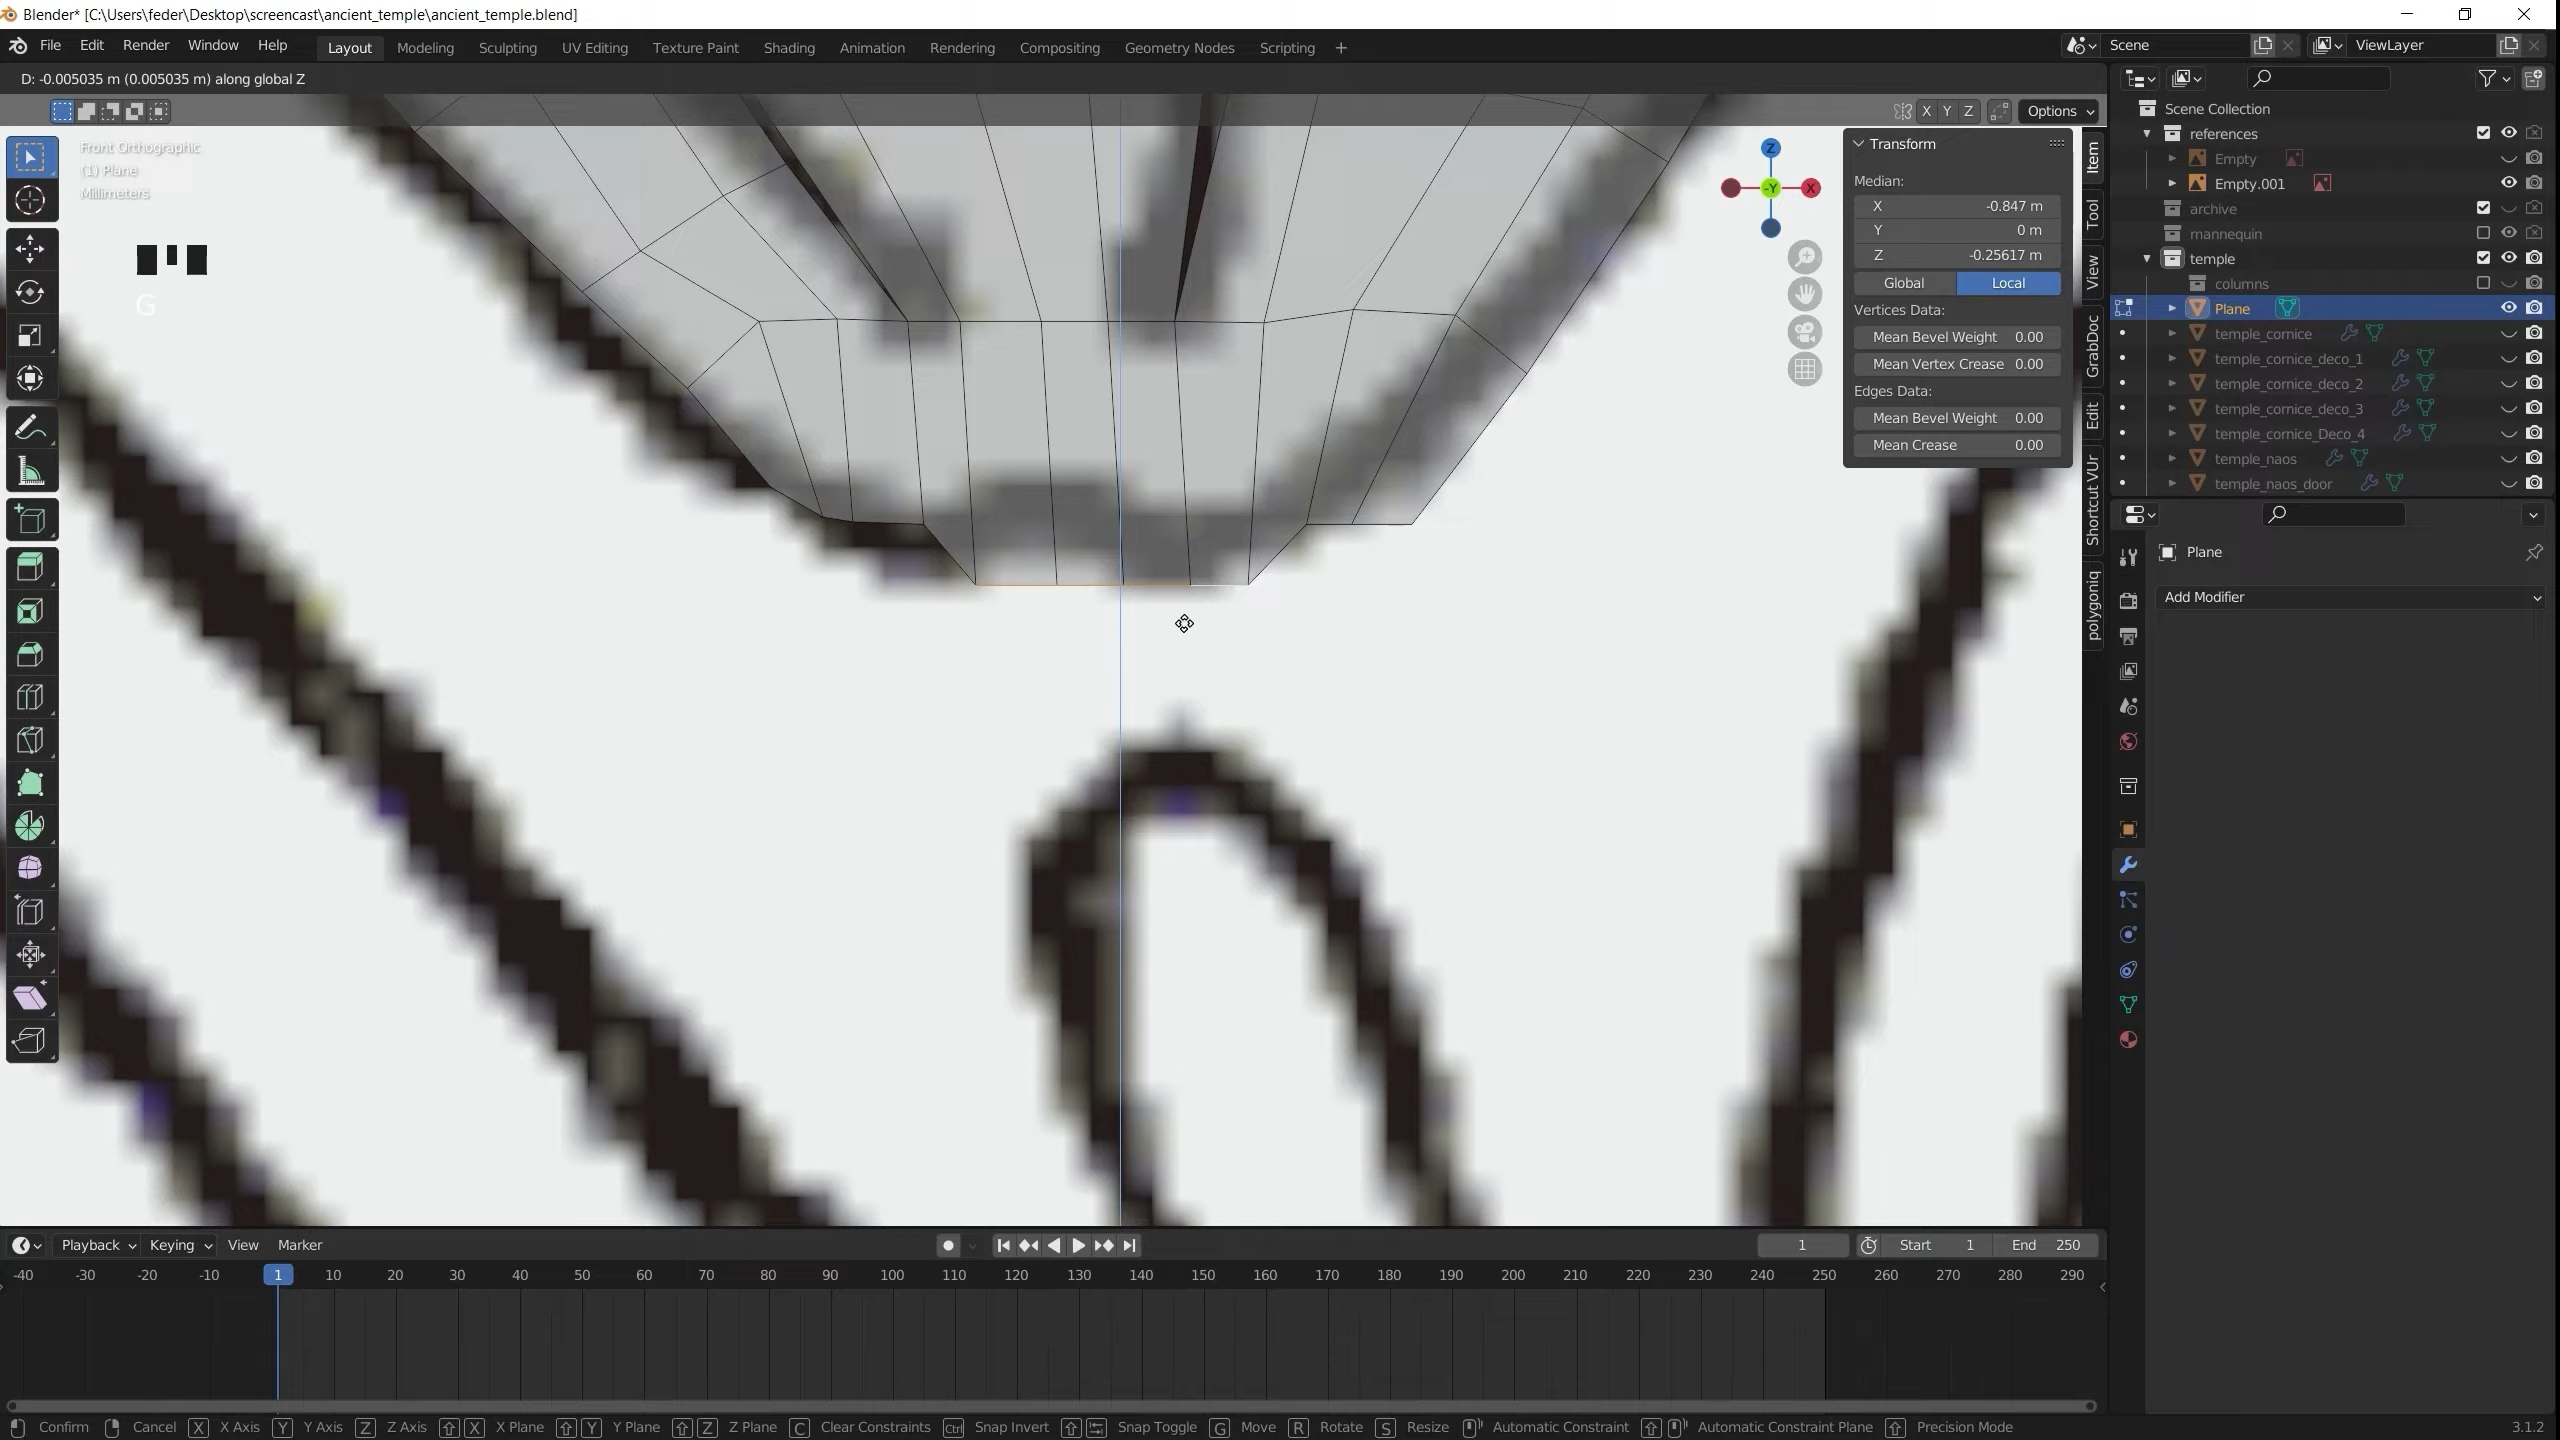 Blender* [C:\Users\feder\Desktop\screencast\ancient_temple\ancient_temple.blend]
File Edit Render Window Help Layout Modeling Sculpting UV Editing Texture Paint Shading Animation Rendering Compositing Geometry Nodes Scripting + Scene ViewLayer
D: -0.005035 m (0.005035 m) along global Z
X Y Z Options
Front Orthographic
(1) Plane
Millimeters
G
Z
-Y
X
Transform
Median:
X -0.847 m
Y 0 m
Z -0.25617 m
Global Local
Vertices Data:
Mean Bevel Weight 0.00
Mean Vertex Crease 0.00
Edges Data:
Mean Bevel Weight 0.00
Mean Crease 0.00
Item
Tool
View
GrabDoc
Edit
Shortcut VUr
polygoniq
Scene Collection
references
Empty
Empty.001
archive
mannequin
temple
columns
Plane
temple_cornice
temple_cornice_deco_1
temple_cornice_deco_2
temple_cornice_deco_3
temple_cornice_Deco_4
temple_naos
temple_naos_door
Plane
Add Modifier
Playback Keying View Marker 1 Start 1 End 250
-40 -30 -20 -10 1 10 20 30 40 50 60 70 80 90 100 110 120 130 140 150 160 170 180 190 200 210 220 230 240 250 260 270 280 290
Confirm Cancel X X Axis Y Y Axis Z Z Axis X X Plane Y Y Plane Z Z Plane C Clear Constraints Ctrl Snap Invert Snap Toggle G Move R Rotate S Resize Automatic Constraint Automatic Constraint Plane Precision Mode 3.1.2